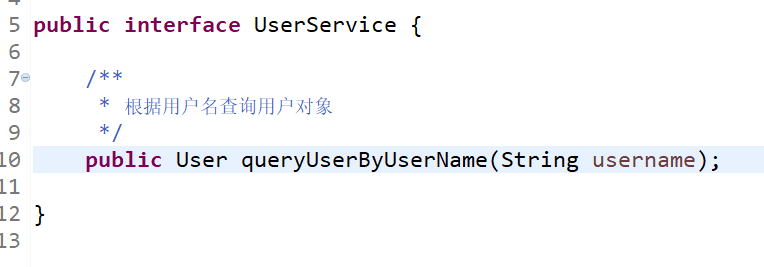 5 public interface UserService {
6
7 /**
8 * 根据用户名查询用户对象
9 */
10 public User queryUserByUserName(String username);
11
12 }
13